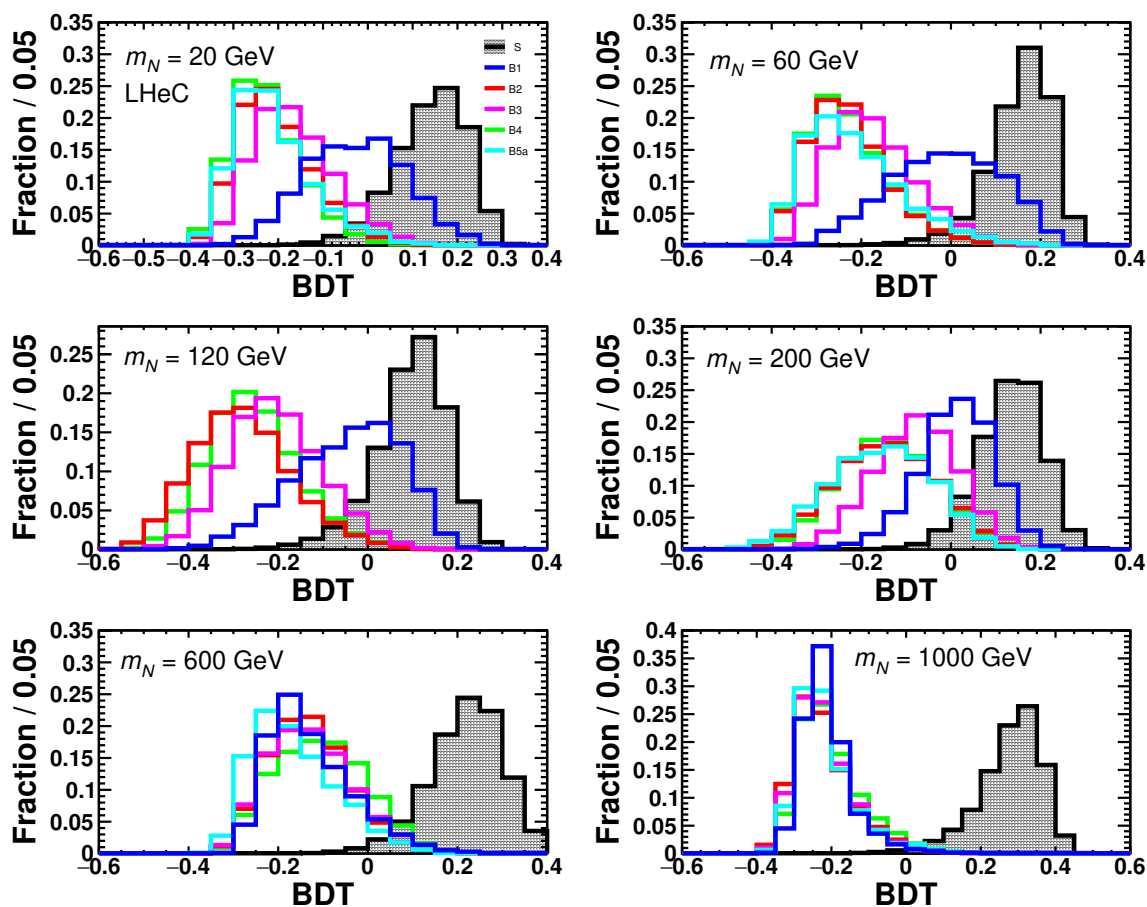 0.35
0.3
0.25
0.2
0.15
0.1
0.05
0
Fraction / 0.05
m_N = 20 GeV
LHeC
S
B1
B2
B3
B4
B5a
−0.6 −0.5 −0.4 −0.3 −0.2 −0.1 0 0.1 0.2 0.3 0.4
BDT
0.35
0.3
0.25
0.2
0.15
0.1
0.05
0
Fraction / 0.05
m_N = 60 GeV
−0.6 −0.4 −0.2 0 0.2 0.4
BDT
0.25
0.2
0.15
0.1
0.05
0
Fraction / 0.05
m_N = 120 GeV
−0.6 −0.4 −0.2 0 0.2 0.4
BDT
0.35
0.3
0.25
0.2
0.15
0.1
0.05
0
Fraction / 0.05
m_N = 200 GeV
−0.6 −0.4 −0.2 0 0.2 0.4
BDT
0.35
0.3
0.25
0.2
0.15
0.1
0.05
0
Fraction / 0.05
m_N = 600 GeV
−0.6 −0.4 −0.2 0 0.2 0.4
BDT
0.4
0.35
0.3
0.25
0.2
0.15
0.1
0.05
0
Fraction / 0.05
m_N = 1000 GeV
−0.6 −0.4 −0.2 0 0.2 0.4 0.6
BDT